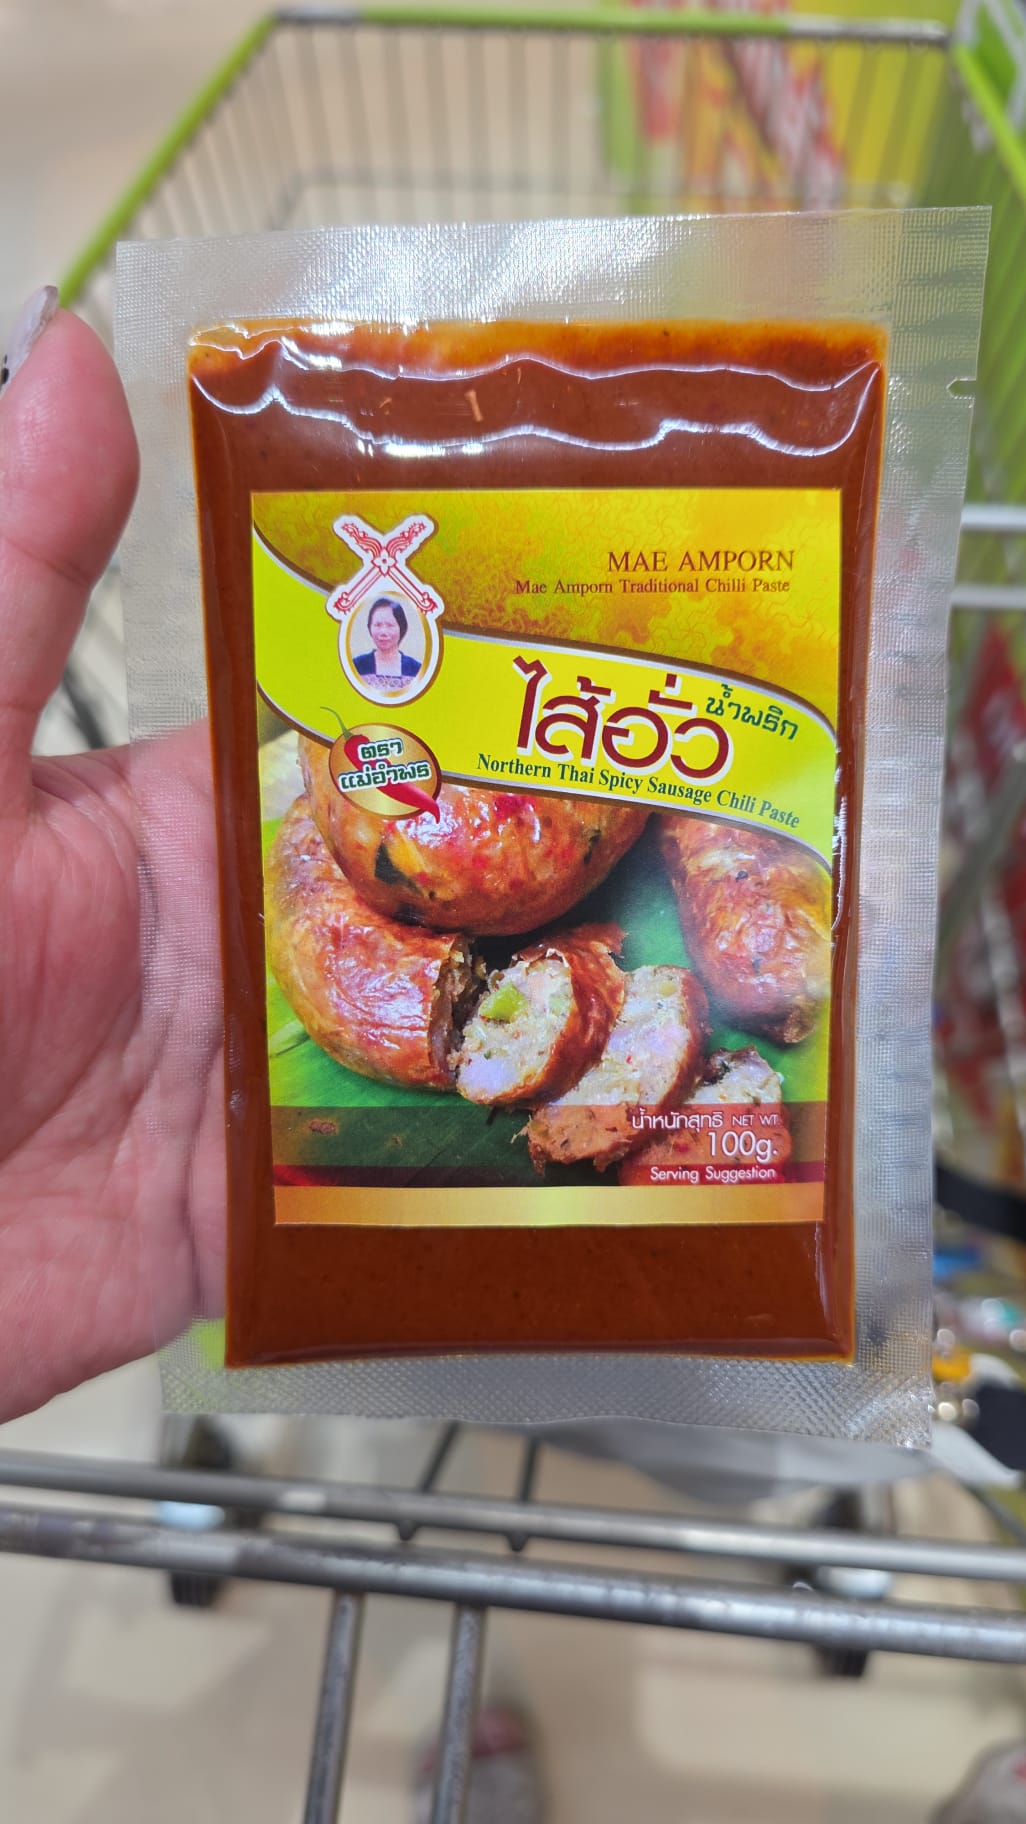 MAE AMPORN
Mae Amporn Traditional Chilli Paste
น้ำพริก
ไส้อั่ว
Northern Thai Spicy Sausage Chili Paste
ตรา
แม่อำพร
น้ำหนักสุทธิ NET WT.
100g.
Serving Suggestion